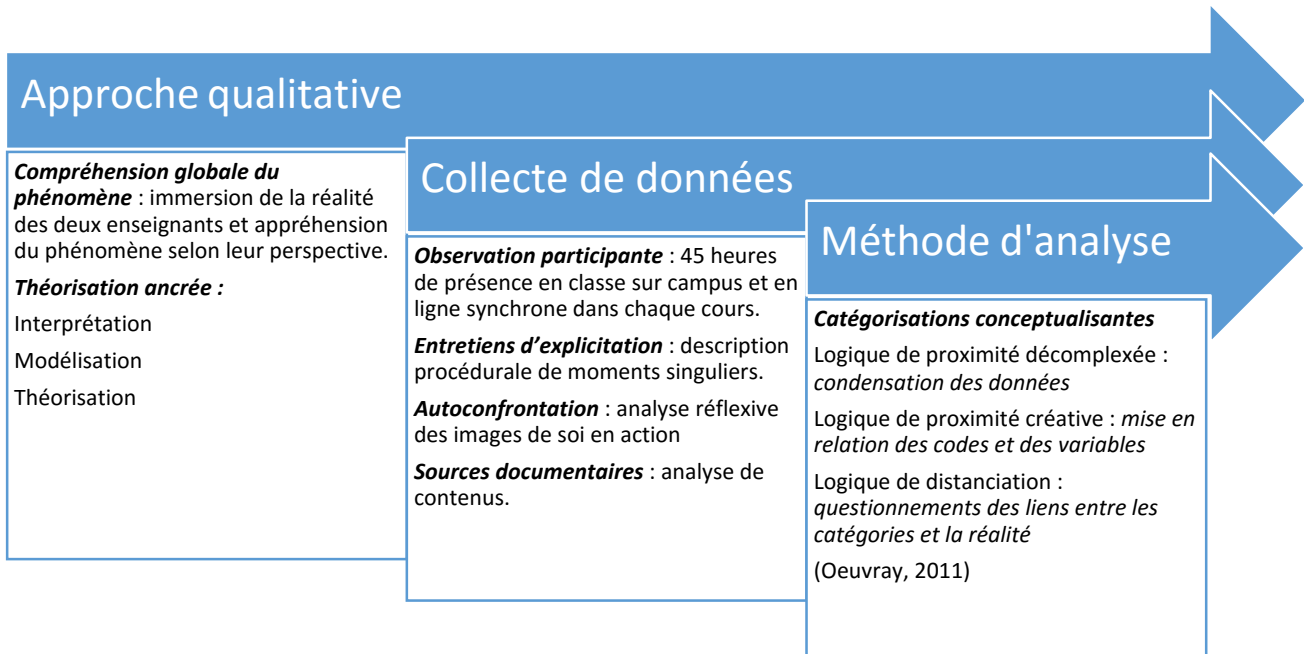 Approche qualitative
Compréhension globale du
phénomène : immersion de la réalité
des deux enseignants et appréhension
du phénomène selon leur perspective.
Théorisation ancrée :
Interprétation
Modélisation
Théorisation
Collecte de données
Observation participante : 45 heures
de présence en classe sur campus et en
ligne synchrone dans chaque cours.
Entretiens d’explicitation : description
procédurale de moments singuliers.
Autoconfrontation : analyse réflexive
des images de soi en action
Sources documentaires : analyse de
contenus.
Méthode d'analyse
Catégorisations conceptualisantes
Logique de proximité décomplexée :
condensation des données
Logique de proximité créative : mise en
relation des codes et des variables
Logique de distanciation :
questionnements des liens entre les
catégories et la réalité
(Oeuvray, 2011)